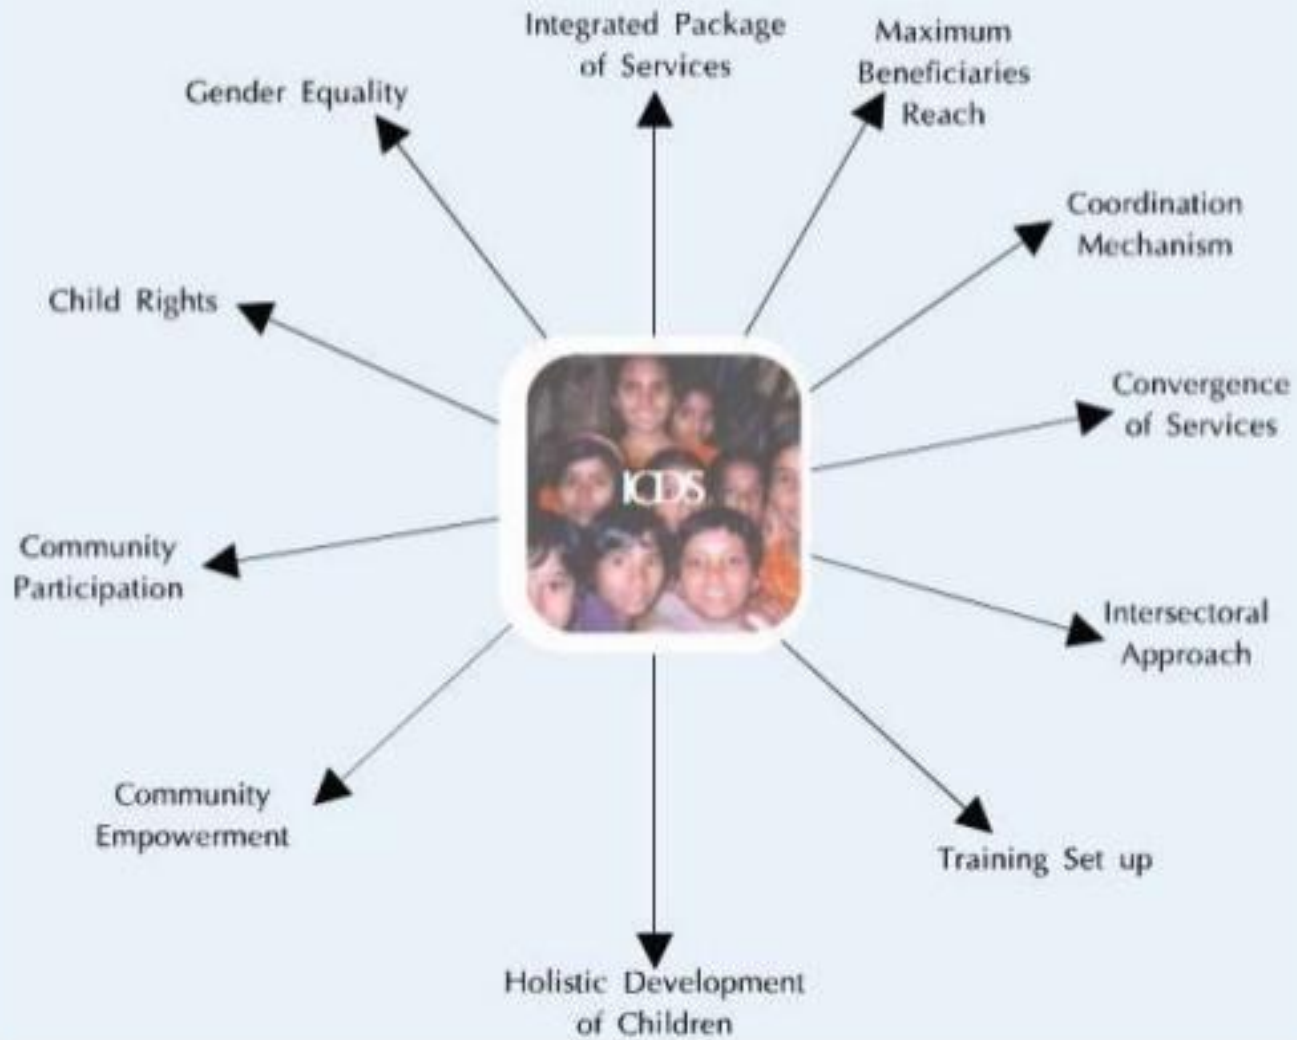 Integrated Package
of Services
Maximum
Beneficiaries
Reach
Coordination
Mechanism
Convergence
of Services
Intersectoral
Approach
Training Set up
Holistic Development
of Children
Community
Empowerment
Community
Participation
Child Rights
Gender Equality
ICDS